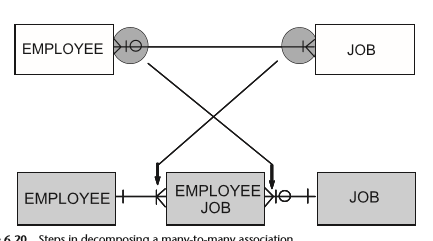 EMPLOYEE
JOB
EMPLOYEE
EMPLOYEE
JOB
JOB
6.20 Steps in decomposing a many-to-many association